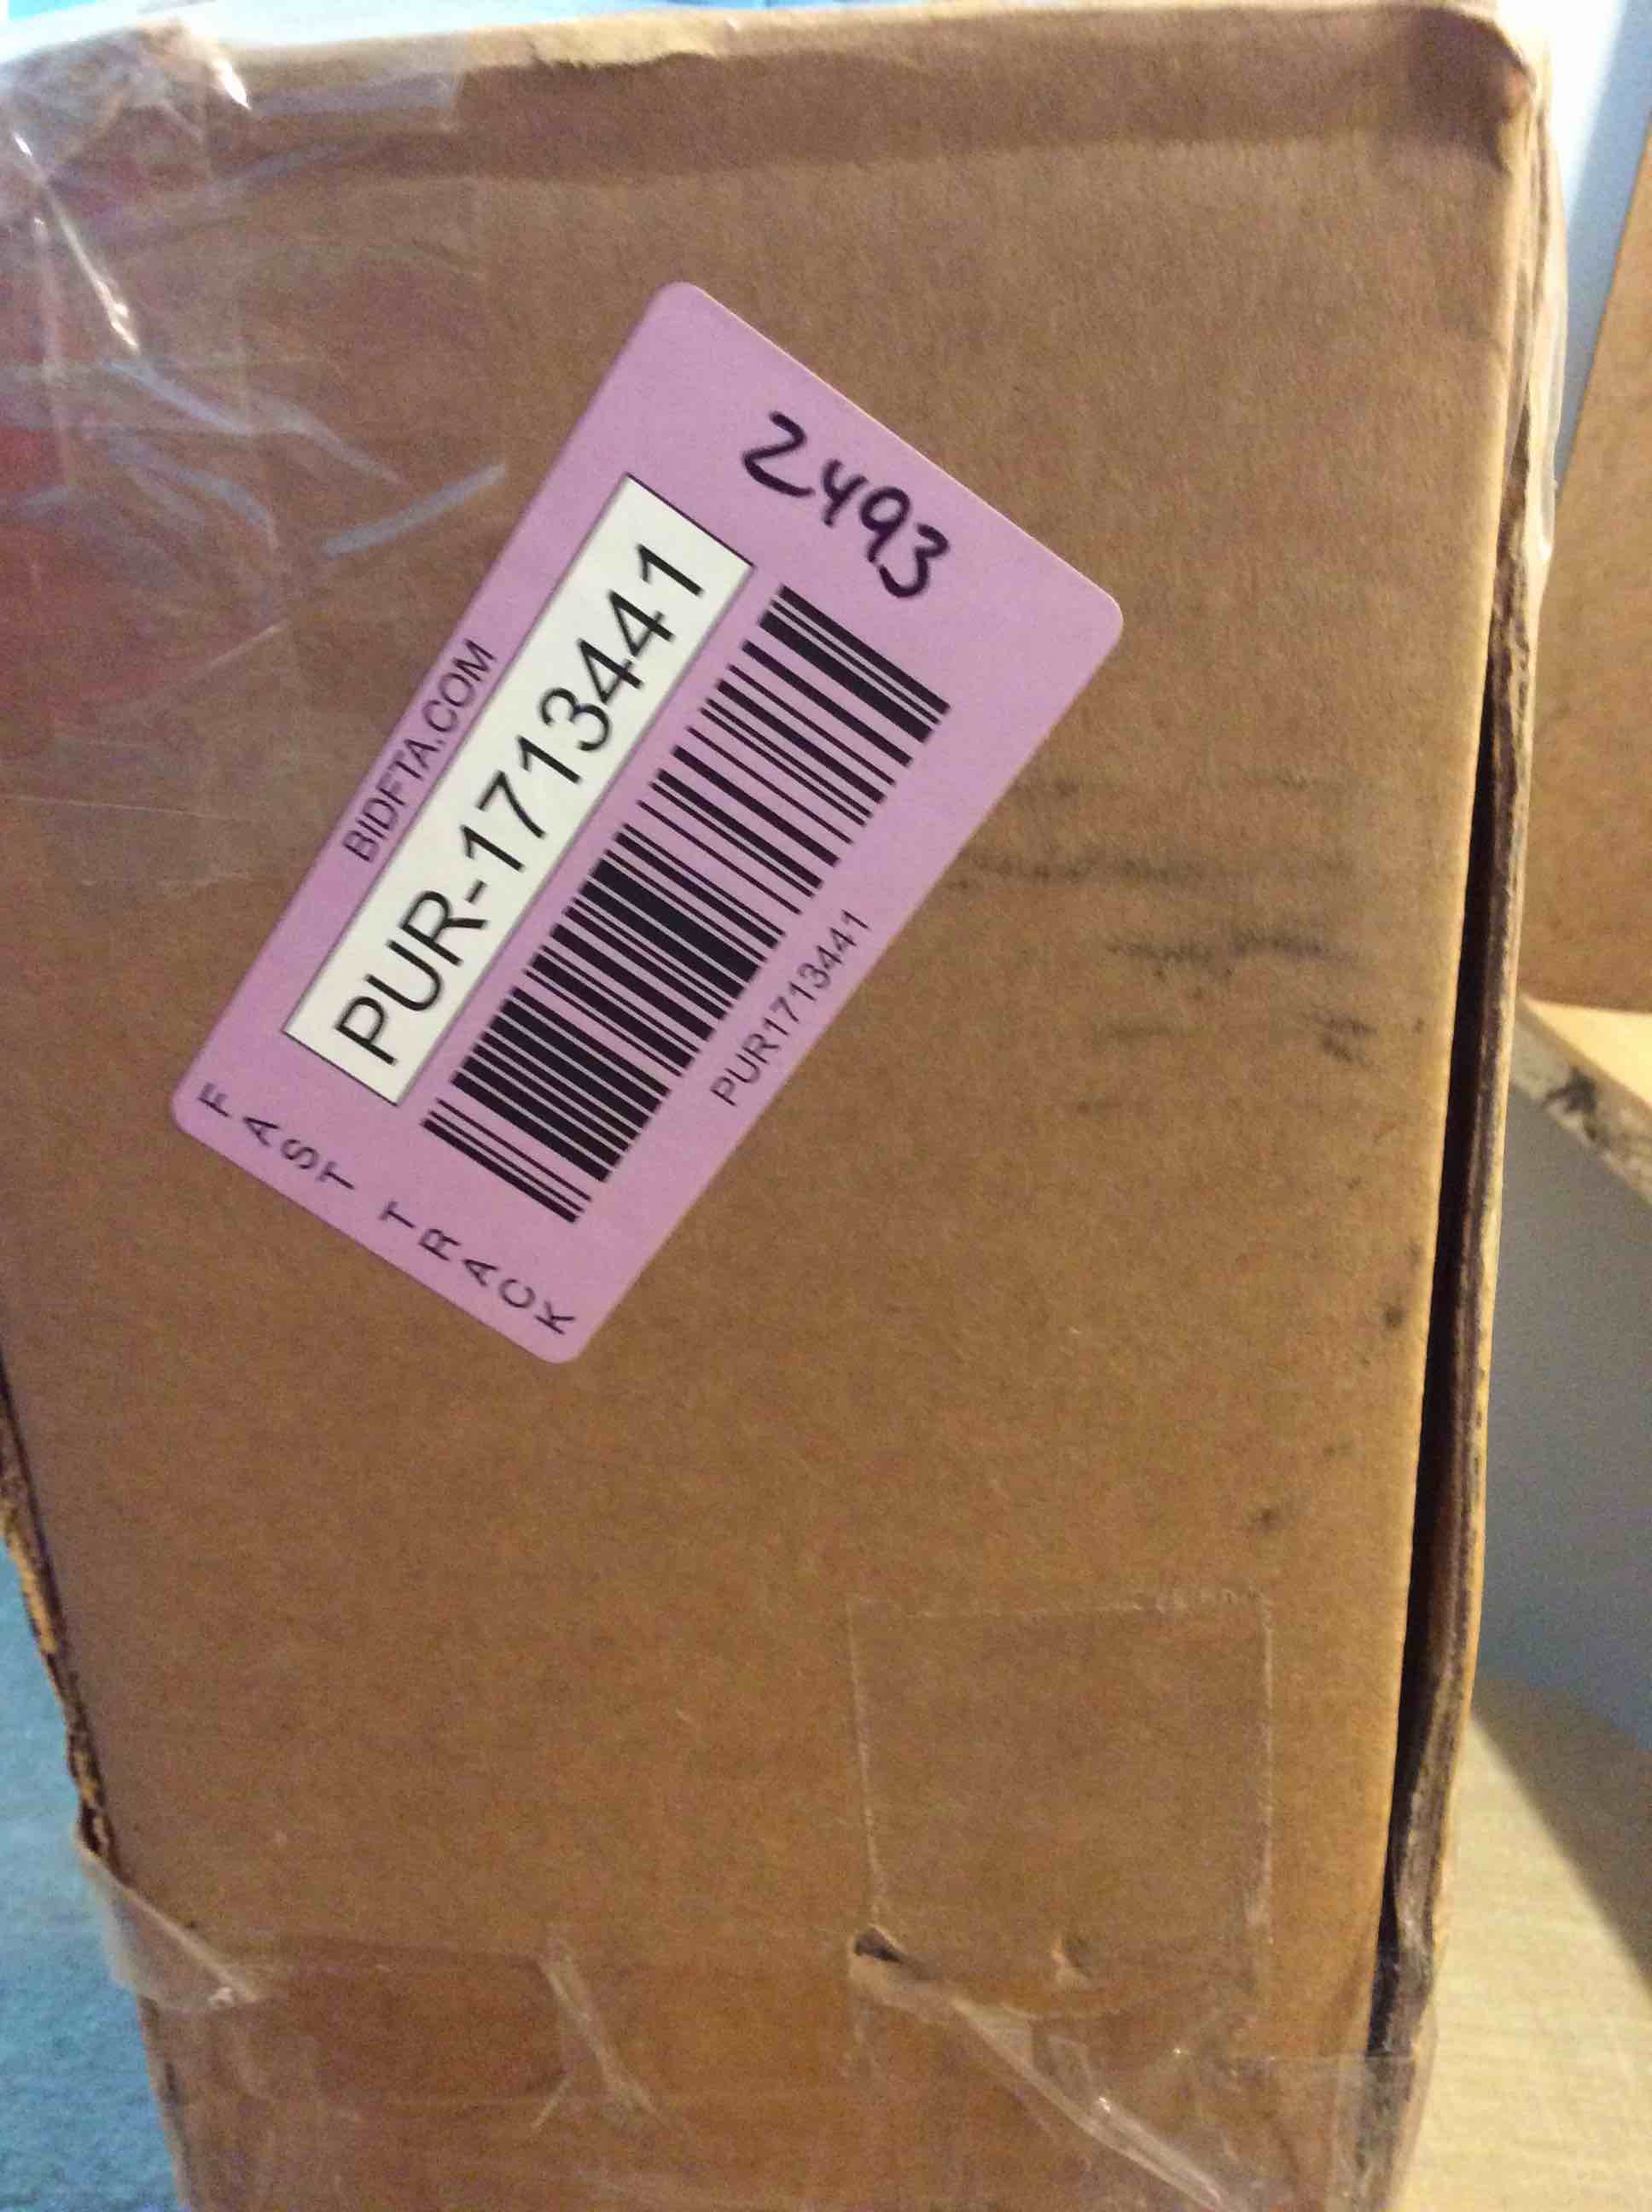 BIDFTA.COM
PUR-1713441
PUR1713441
FAST TRACK
2493